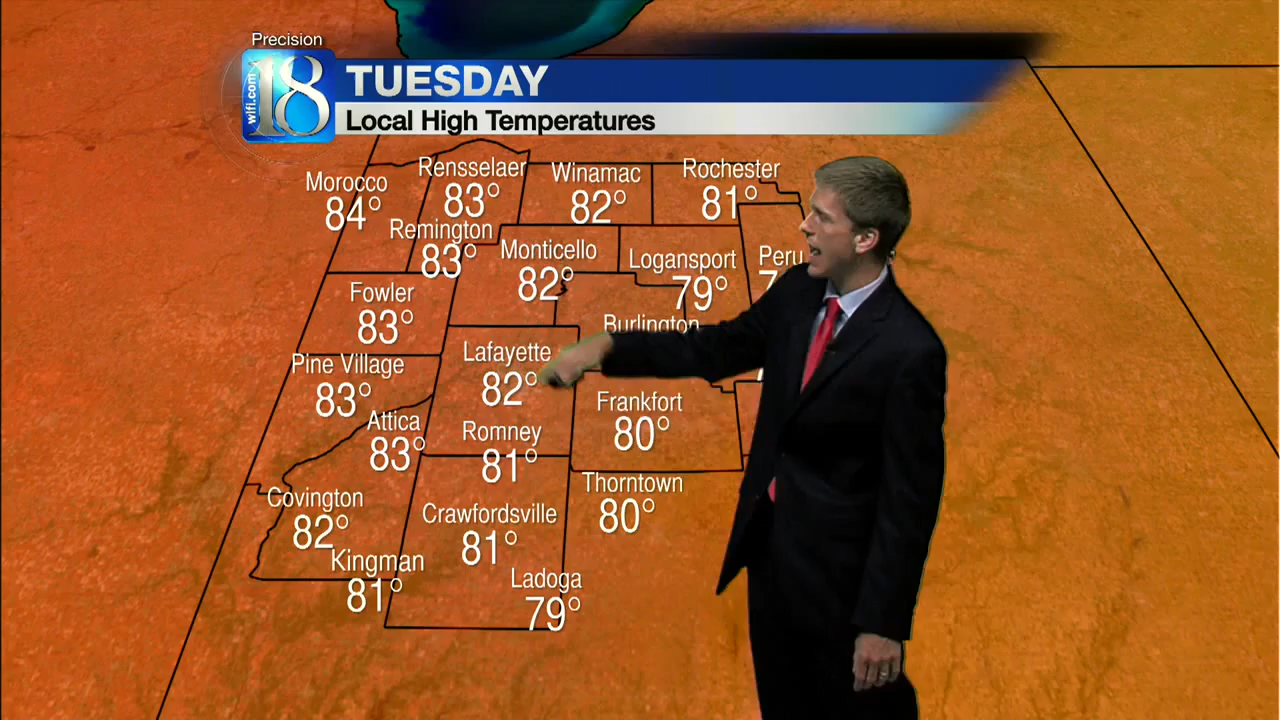 Precision
wlfi.com
18
TUESDAY
Local High Temperatures
Morocco
84°
Rensselaer
83°
Winamac
82°
Rochester
81°
Remington
83°
Monticello
82°
Logansport
79°
Peru
Fowler
83°
Burlington
Pine Village
83°
Lafayette
82°
Attica
83°
Romney
81°
Frankfort
80°
Covington
82°
Crawfordsville
81°
Thorntown
80°
Kingman
81°
Ladoga
79°